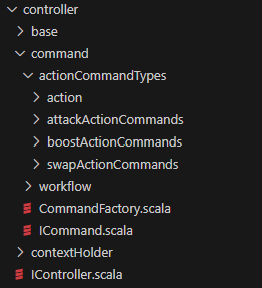 controller
base
command
actionCommandTypes
action
attackActionCommands
boostActionCommands
swapActionCommands
workflow
CommandFactory.scala
ICommand.scala
contextHolder
IController.scala